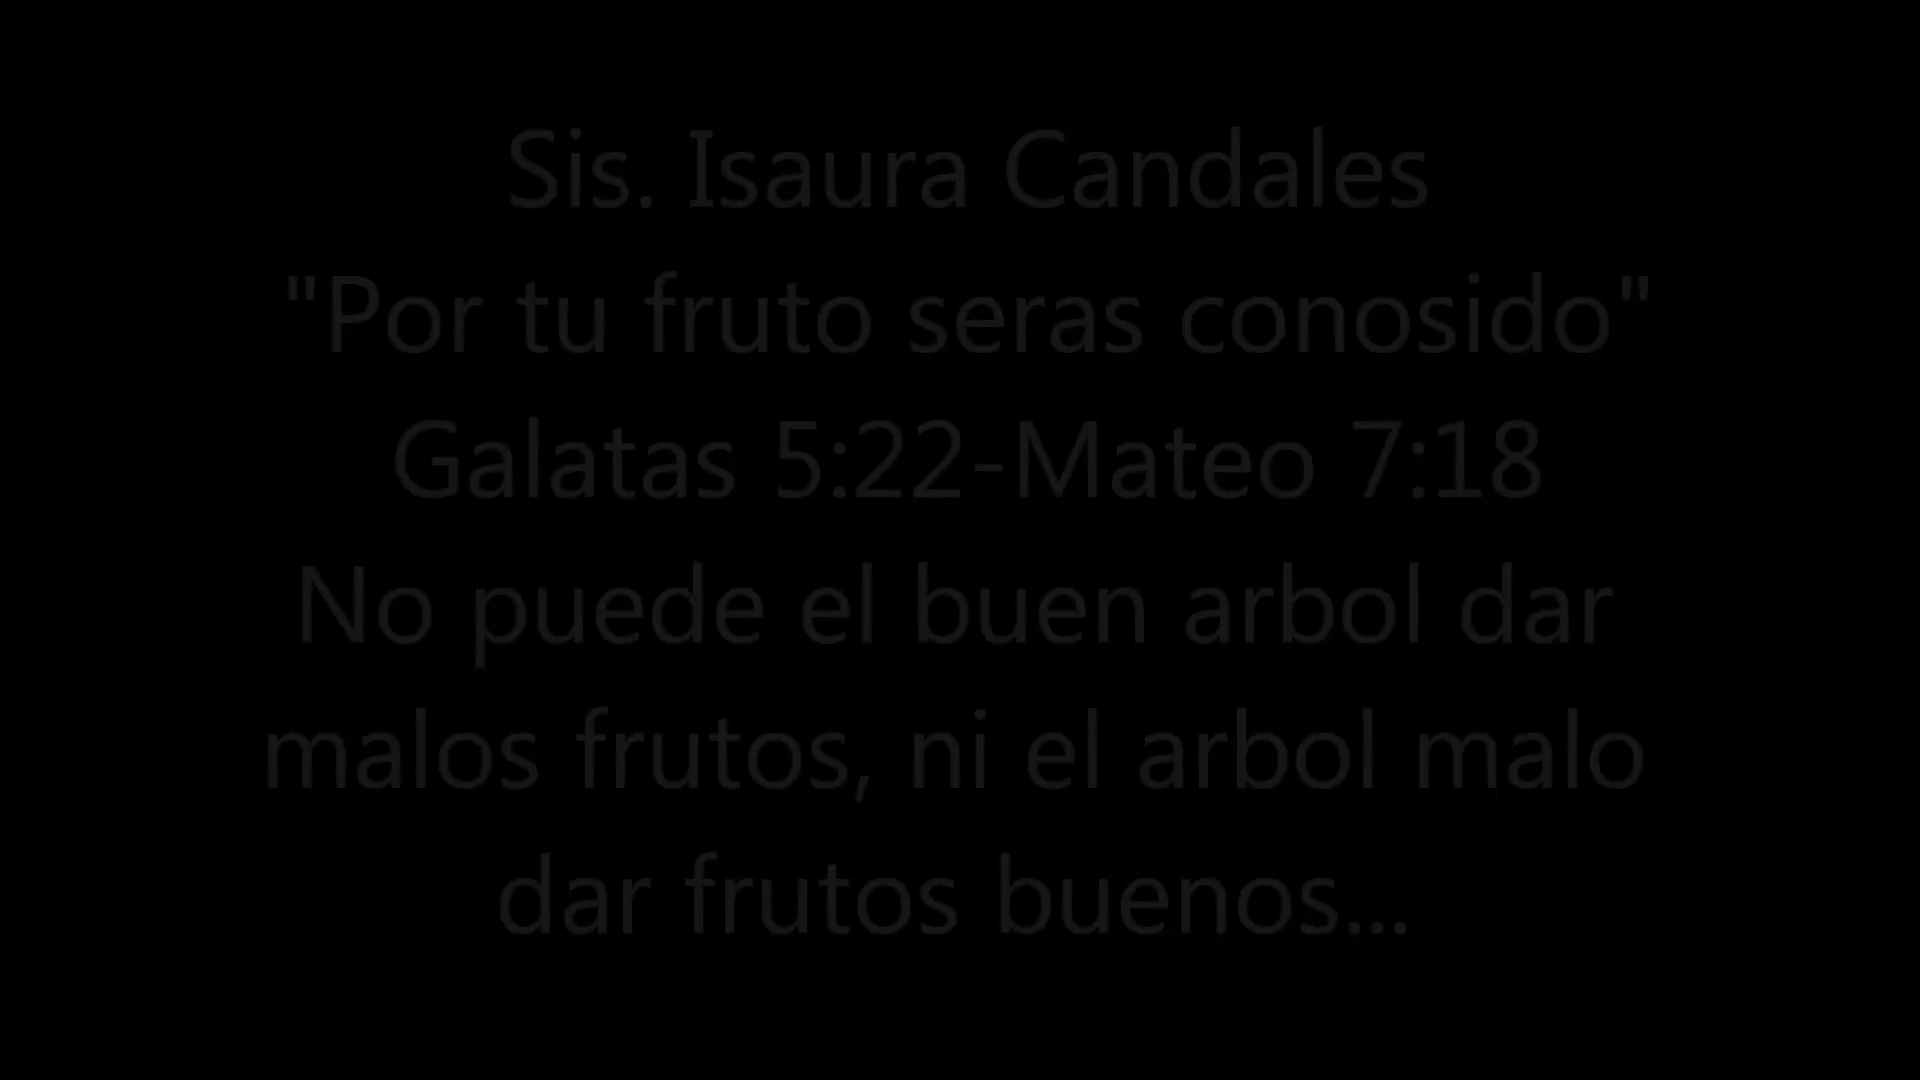 Sis. Isaura Candales
"Por tu fruto seras conosido"
Galatas 5:22-Mateo 7:18
No puede el buen arbol dar
malos frutos, ni el arbol malo
dar frutos buenos...